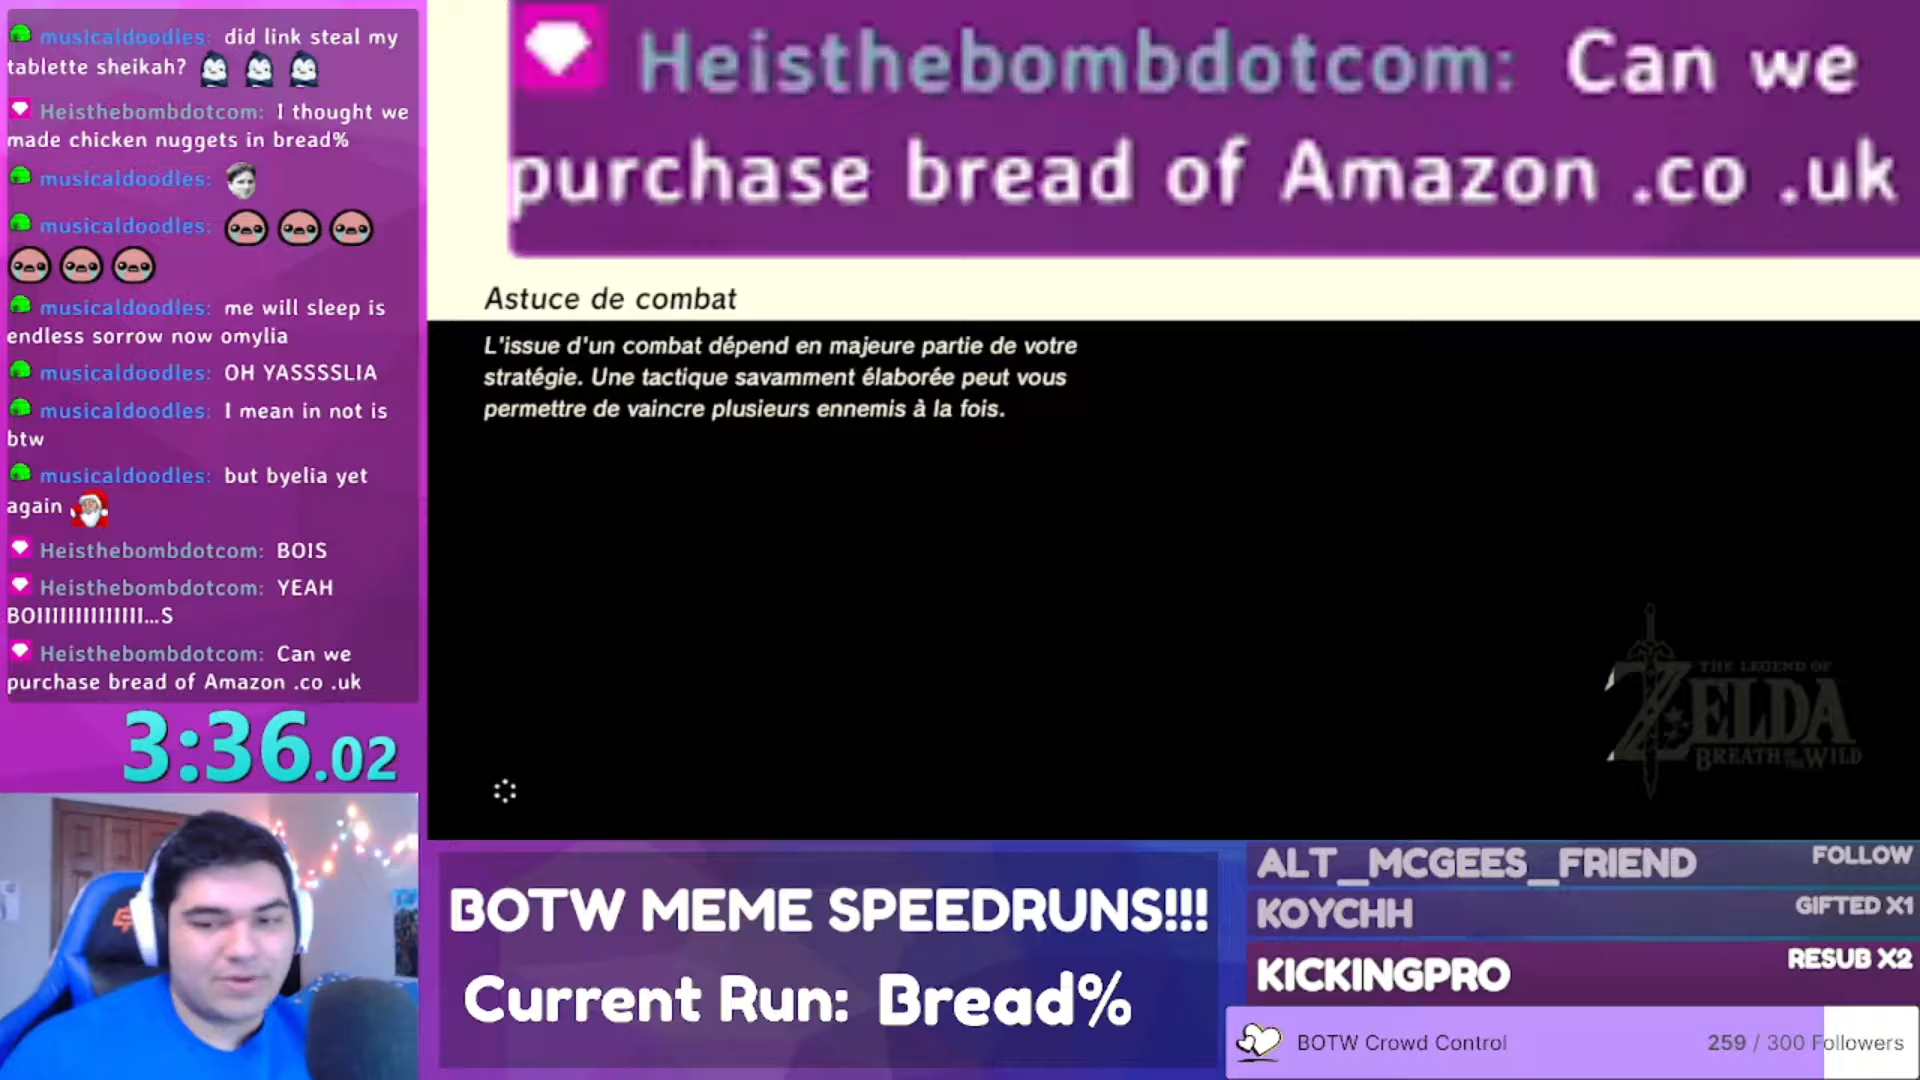 musicaldoodles: did link steal my
tablette sheikah?
Heisthebombdotcom: I thought we
made chicken nuggets in bread%
musicaldoodles:
musicaldoodles:
musicaldoodles: me will sleep is
endless sorrow now omylia
musicaldoodles: OH YASSSSLIA
musicaldoodles: I mean in not is
btw
musicaldoodles: but byelia yet
again
Heisthebombdotcom: BOIS
Heisthebombdotcom: YEAH
BOIIIIIIIIIIIIIII...S
Heisthebombdotcom: Can we
purchase bread of Amazon .co .uk
3:36.02
Heisthebombdotcom: Can we
purchase bread of Amazon .co .uk
Astuce de combat
L'issue d'un combat dépend en majeure partie de votre
stratégie. Une tactique savamment élaborée peut vous
permettre de vaincre plusieurs ennemis à la fois.
THE LEGEND OF
ZELDA
BREATH OF THE WILD
BOTW MEME SPEEDRUNS!!!
Current Run: Bread%
ALT_MCGEES_FRIEND FOLLOW
KOYCHH GIFTED X1
KICKINGPRO RESUB X2
BOTW Crowd Control 259 / 300 Followers